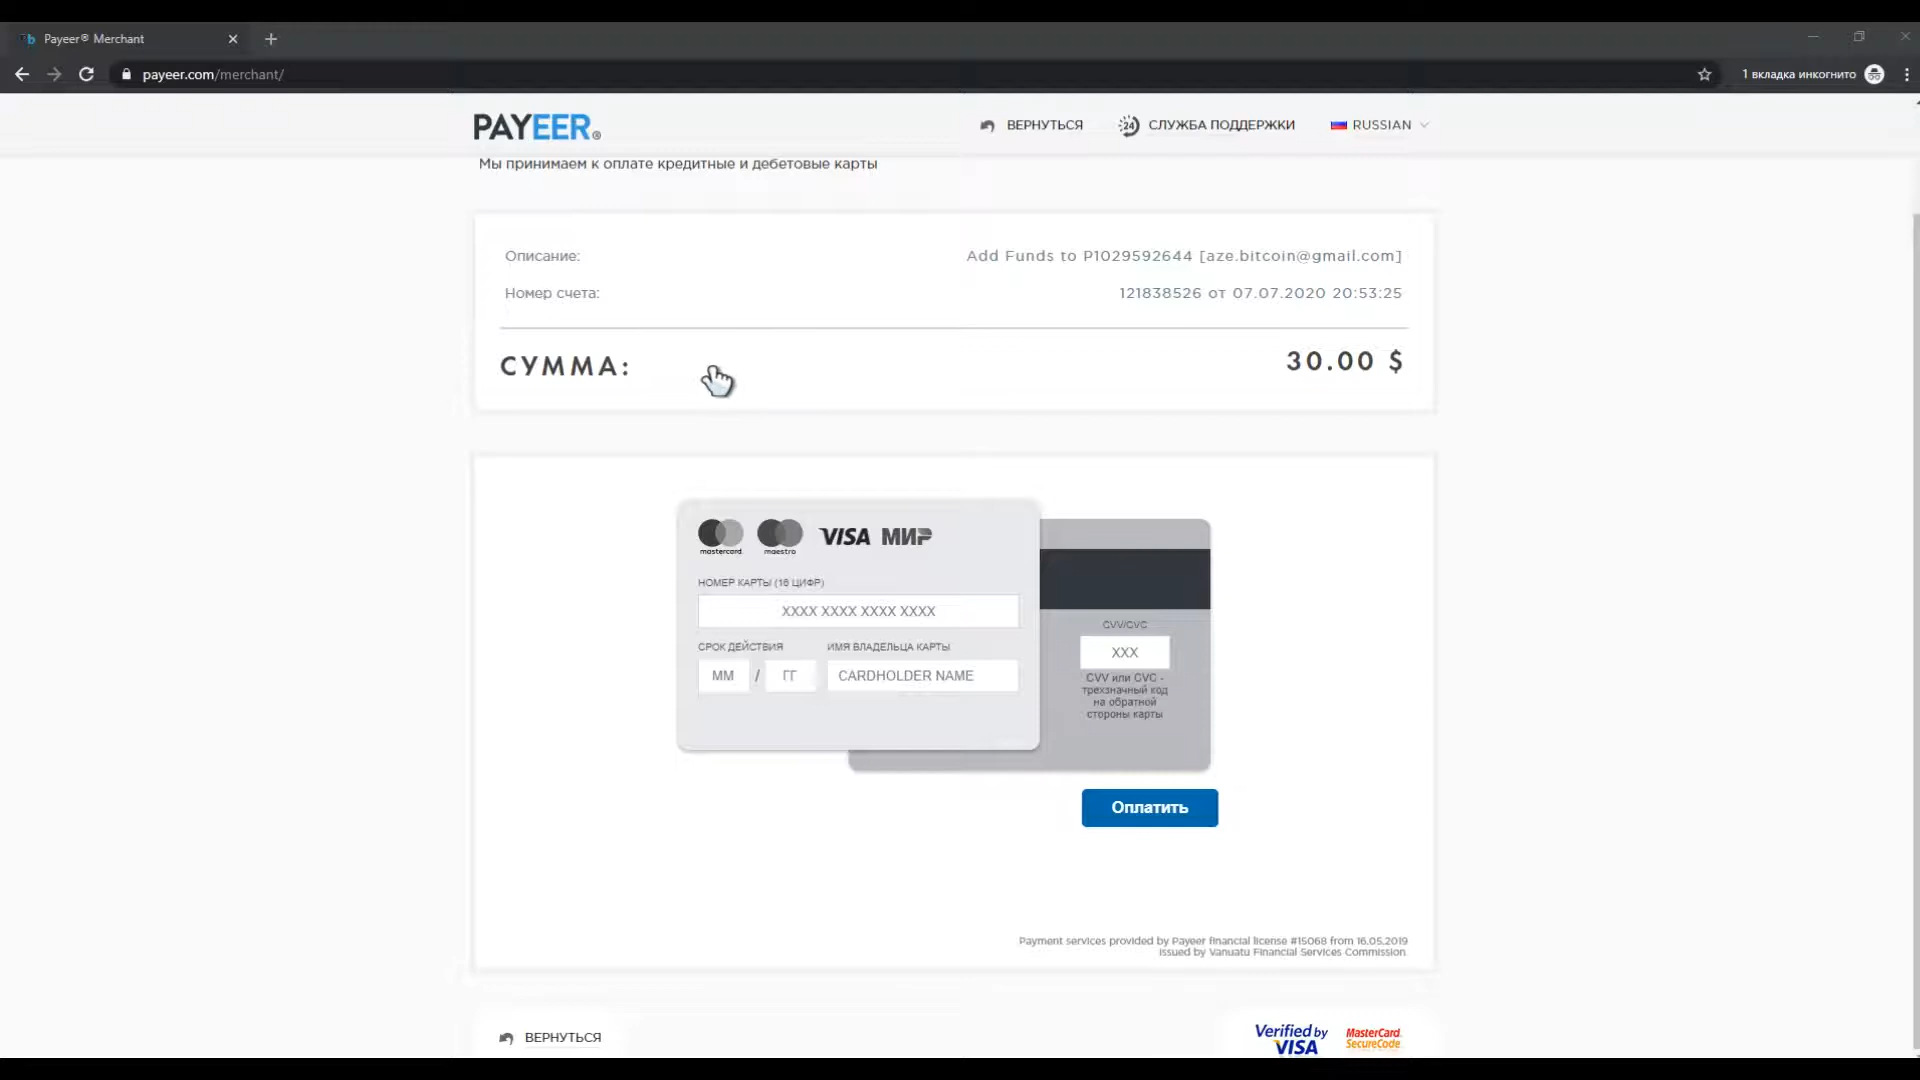 Payeer® Merchant
payeer.com/merchant/
1 вкладка инкогнито
PAYEER®
ВЕРНУТЬСЯ
24
СЛУЖБА ПОДДЕРЖКИ
RUSSIAN
Мы принимаем к оплате кредитные и дебетовые карты
Описание: Add Funds to P1029592644 [aze.bitcoin@gmail.com]
Номер счета: 121838526 от 07.07.2020 20:53:25
СУММА: 30.00 $
mastercard. maestro VISA МИР
НОМЕР КАРТЫ (16 ЦИФР)
XXXX XXXX XXXX XXXX
СРОК ДЕЙСТВИЯ
ИМЯ ВЛАДЕЛЬЦА КАРТЫ
ММ / ГГ
CARDHOLDER NAME
CVV/CVC
XXX
CVV или CVC -
трехзначный код
на обратной
стороны карты
Оплатить
Payment services provided by Payeer financial license #15068 from 16.05.2019
issued by Vanuatu Financial Services Commission.
ВЕРНУТЬСЯ
Verified by
VISA
MasterCard.
SecureCode.